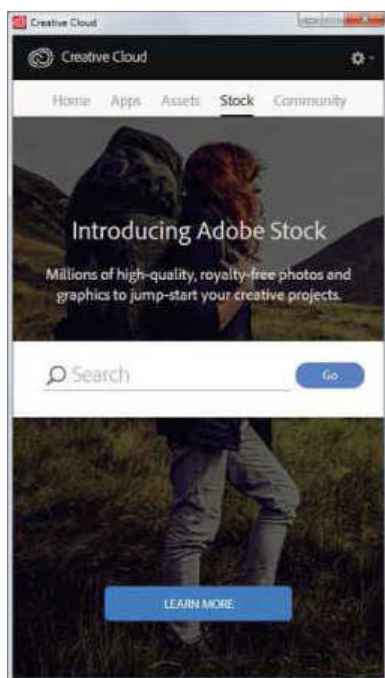 Creative Cloud
Creative Cloud
Home Apps Assets Stock Community
Introducing Adobe Stock
Millions of high-quality, royalty-free photos and
graphics to jump-start your creative projects.
Search Go
LEARN MORE